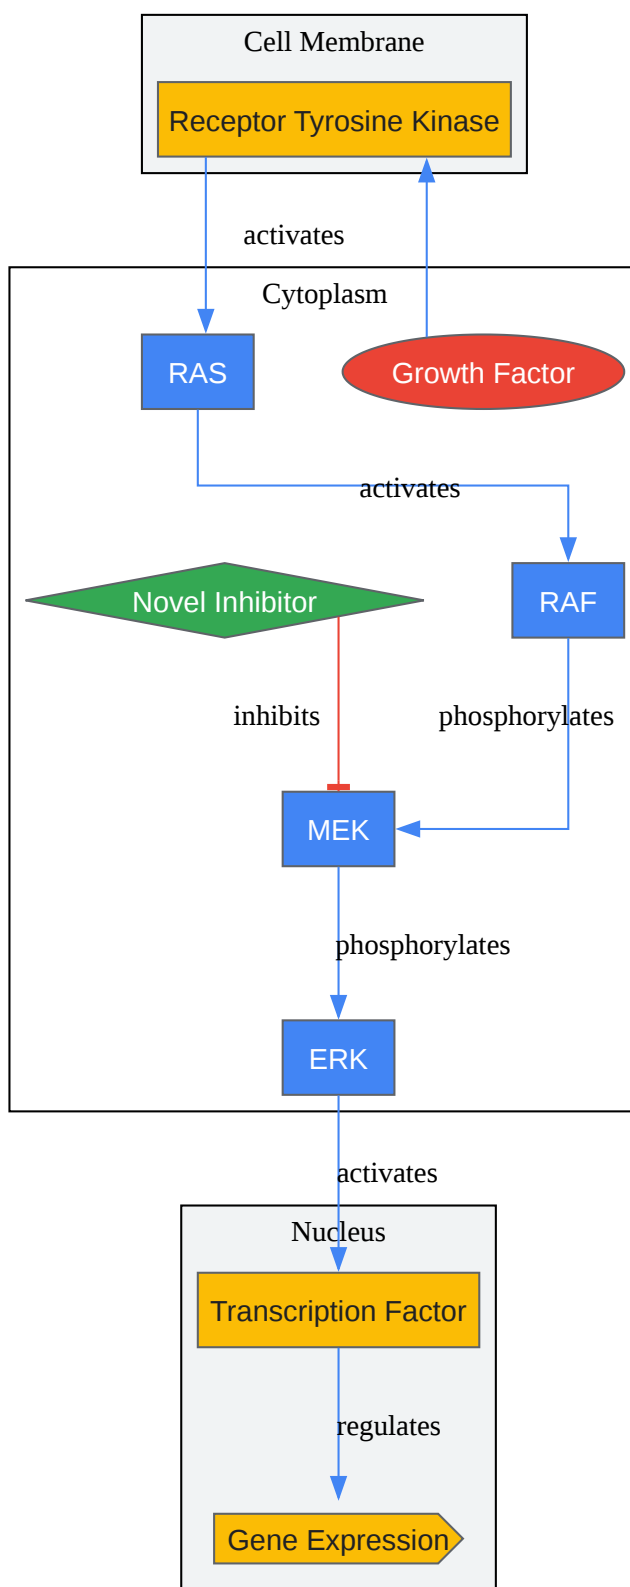 Cell Membrane
Receptor Tyrosine Kinase
activates
Cytoplasm
RAS
Growth Factor
activates
Novel Inhibitor
RAF
inhibits
phosphorylates
MEK
phosphorylates
ERK
activates
Nucleus
Transcription Factor
regulates
Gene Expression